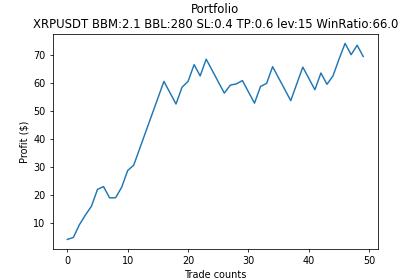 Portfolio
XRPUSDT BBM:2.1 BBL:280 SL:0.4 TP:0.6 lev:15 WinRatio:66.0
70
60
50
40
30
20
10
Profit ($)
0 10 20 30 40 50
Trade counts